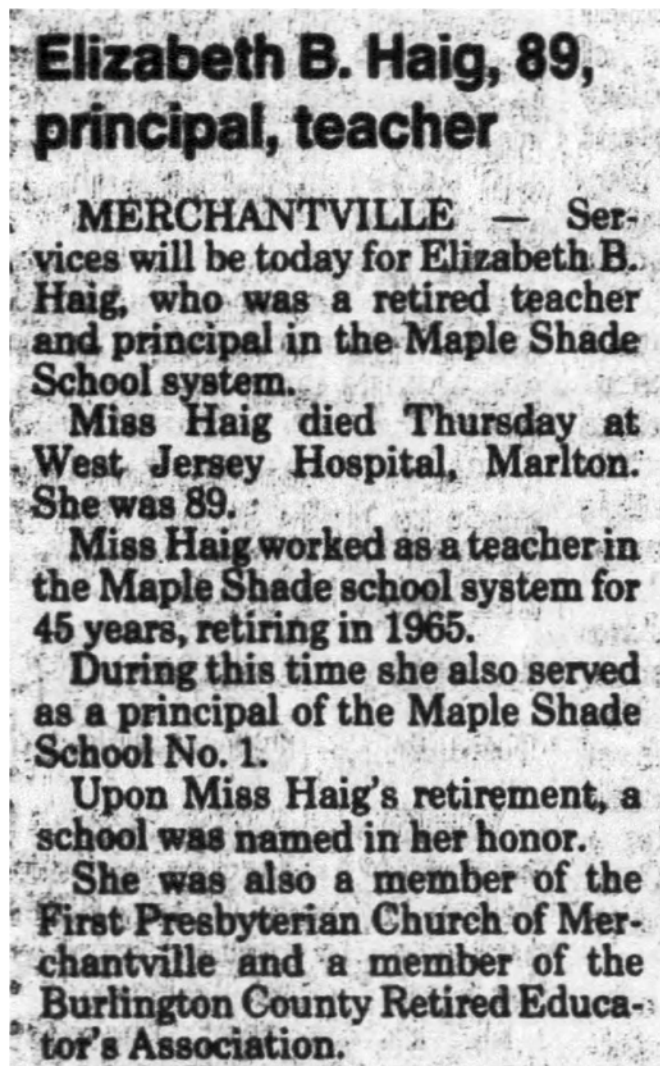 Elizabeth B. Haig, 89,
principal, teacher
MERCHANTVILLE — Ser-
vices will be today for Elizabeth B.
Haig, who was a retired teacher
and principal in the Maple Shade
School system.
Miss Haig died Thursday at
West Jersey Hospital, Marlton.
She was 89.
Miss Haig worked as a teacher in
the Maple Shade school system for
45 years, retiring in 1965.
During this time she also served
as a principal of the Maple Shade
School No. 1.
Upon Miss Haig's retirement, a
school was named in her honor.
She was also a member of the
First Presbyterian Church of Mer-
chantville and a member of the
Burlington County Retired Educa-
tor's Association.